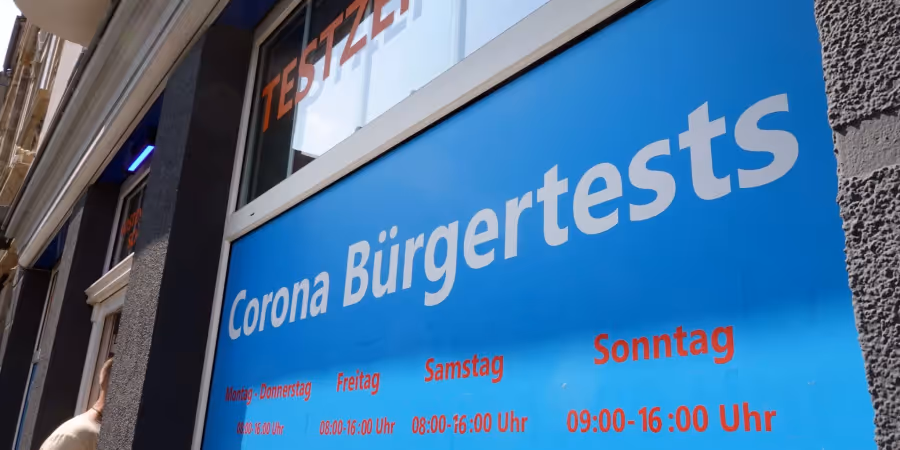 TESTZE
Corona Bürgertests
Montag - Donnerstag Freitag Samstag Sonntag
08:00-16:00 Uhr 08:00-16:00 Uhr 08:00-16:00 Uhr 09:00-16:00 Uhr